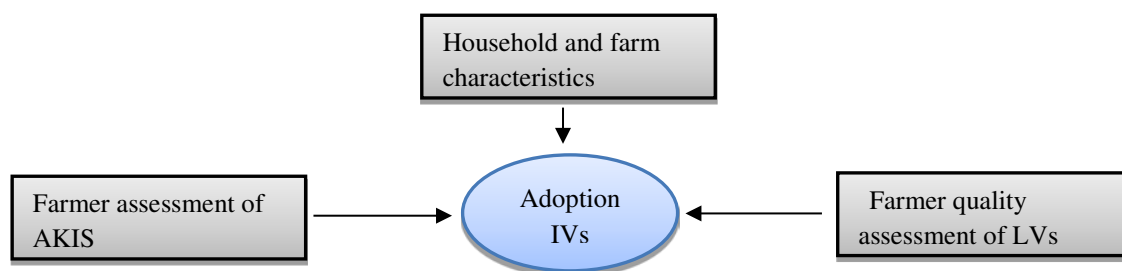 Household and farm
characteristics
Farmer assessment of
AKIS
Adoption
IVs
Farmer quality
assessment of LVs